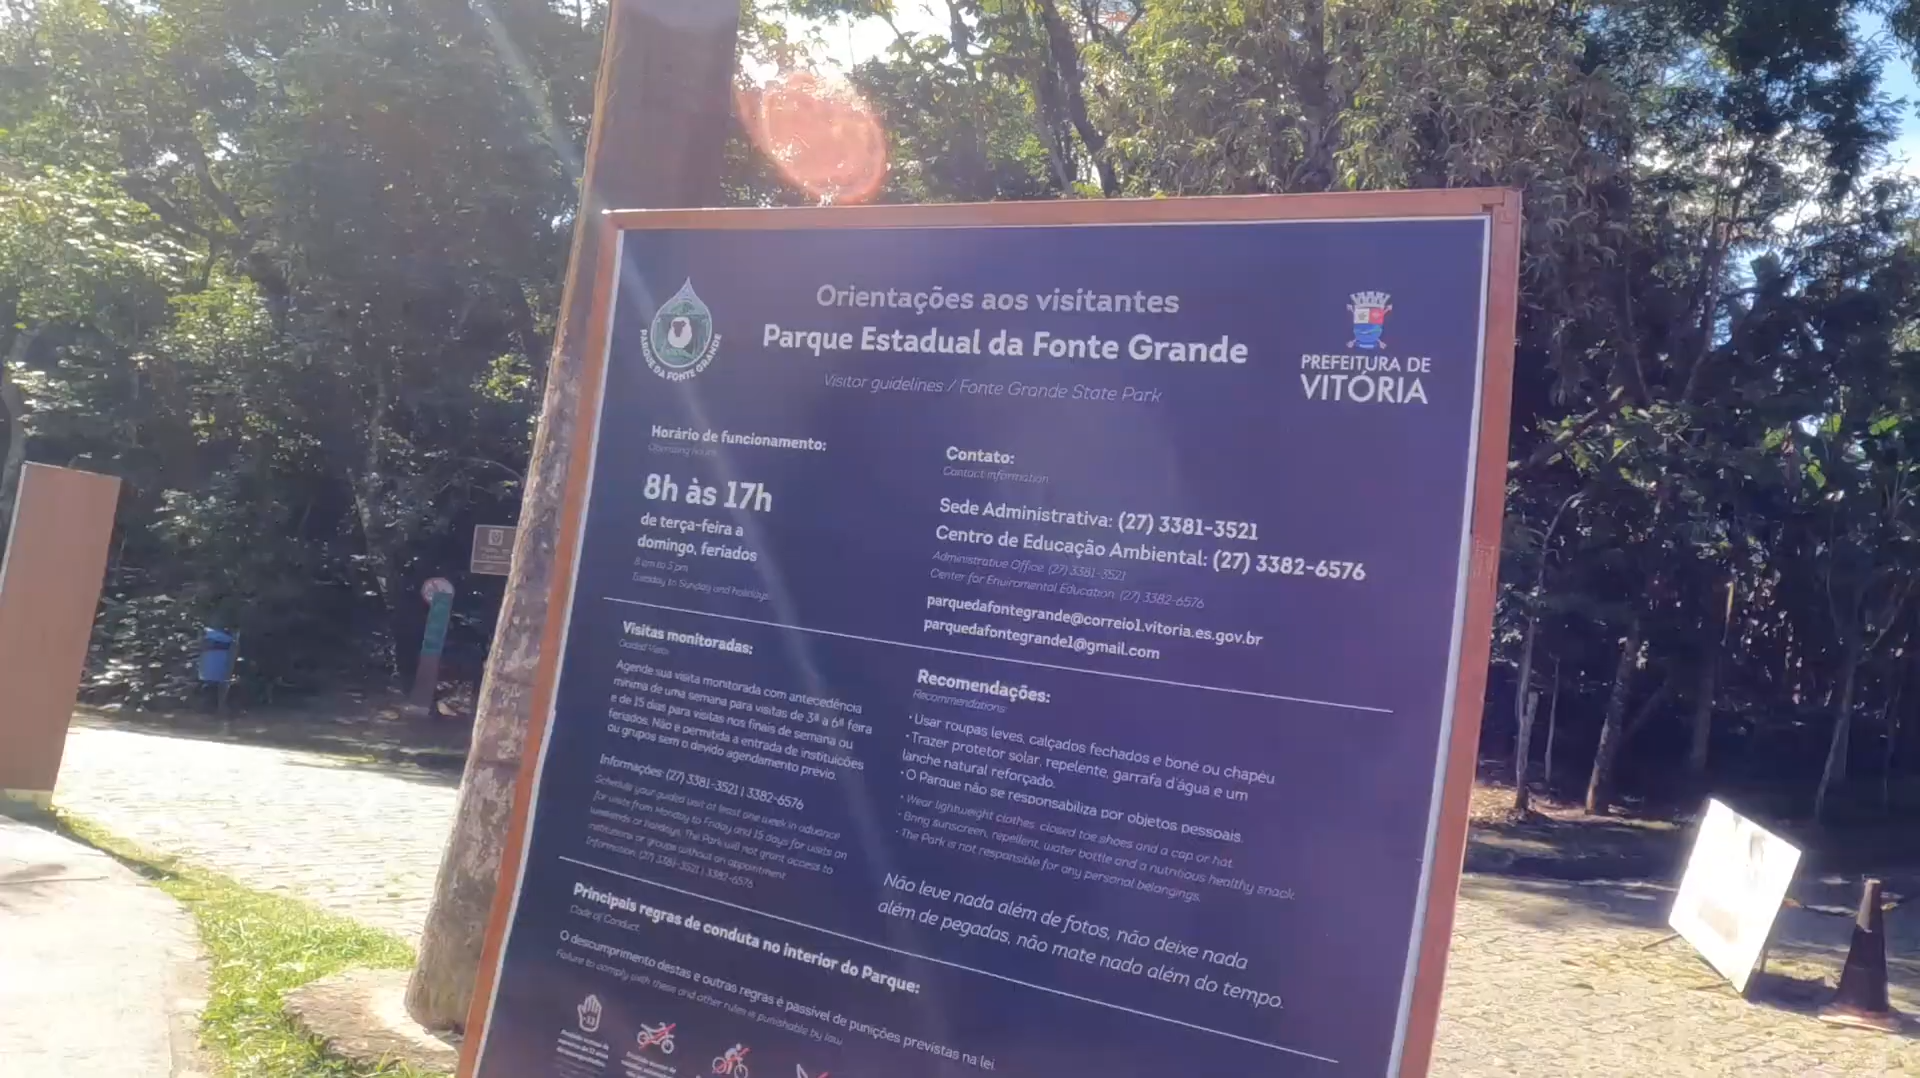 PARQUE DA FONTE GRANDE
Orientações aos visitantes
Parque Estadual da Fonte Grande
Visitor guidelines / Fonte Grande State Park
PREFEITURA DE
VITÓRIA
Horário de funcionamento:
Operating hours
8h às 17h
de terça-feira a
domingo, feriados
8 am to 5 pm
Tuesday to Sunday and holidays
Contato:
Contact information
Sede Administrativa: (27) 3381-3521
Centro de Educação Ambiental: (27) 3382-6576
Administrative Office: (27) 3381-3521
Center for Enviromental Education: (27) 3382-6576
parquedafontegrande@correio1.vitoria.es.gov.br
parquedafontegrande1@gmail.com
Visitas monitoradas:
Guided Visits
Agende sua visita monitorada com antecedência
mínima de uma semana para visitas de 3ª a 6ª feira
e de 15 dias para visitas nos finais de semana ou
feriados. Não é permitida a entrada de instituições
ou grupos sem o devido agendamento prévio.
Informações: (27) 3381-3521 | 3382-6576
Schedule your guided visit at least one week in advance
for visits from Monday to Friday and 15 days for visits on
weekends or holidays. The Park will not grant access to
institutions or groups without an appointment.
Information: (27) 3381-3521 | 3382-6576
Recomendações:
Recommendations:
• Usar roupas leves, calçados fechados e boné ou chapéu
• Trazer protetor solar, repelente, garrafa d'água e um
lanche natural reforçado.
• O Parque não se responsabiliza por objetos pessoais.
• Wear lightweight clothes, closed toe shoes and a cap or hat.
• Bring sunscreen, repellent, water bottle and a nutritious healthy snack.
• The Park is not responsible for any personal belongings.
Não leve nada além de fotos, não deixe nada
além de pegadas, não mate nada além do tempo.
Principais regras de conduta no interior do Parque:
Code of Conduct
O descumprimento destas e outras regras é passível de punições previstas na lei.
Failure to comply with these and other rules is punishable by law